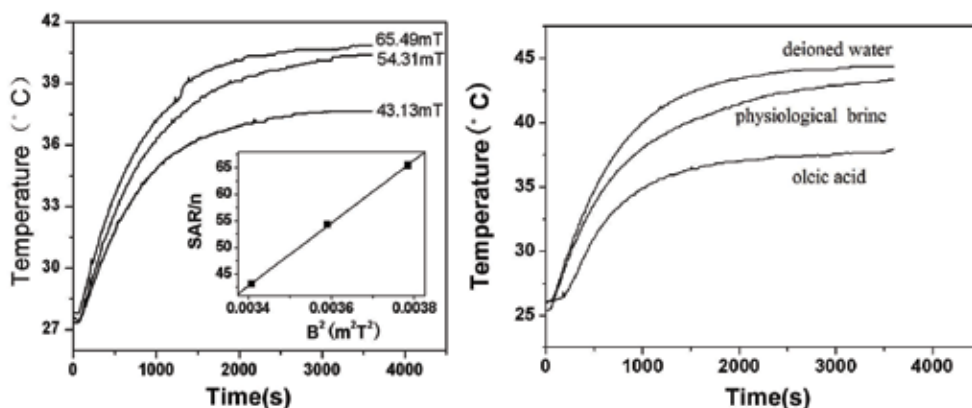 42
39
36
33
30
27
Temperature (°C)
65.49mT
54.31mT
43.13mT
65
60
55
50
45
SAR/n
0.0034
0.0036
0.0038
B² (m²T²)
0
1000
2000
3000
4000
Time(s)
45
40
35
30
25
Temperature (°C)
deioned water
physiological brine
oleic acid
0
1000
2000
3000
4000
Time(s)